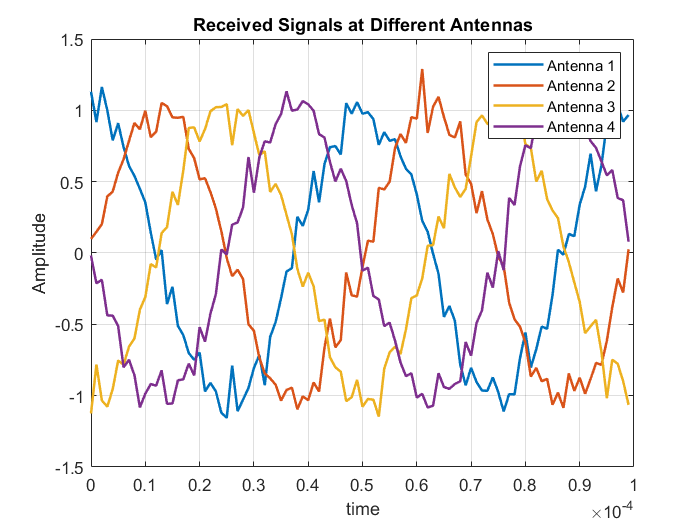 Received Signals at Different Antennas
1.5
1
0.5
0
-0.5
-1
-1.5
Amplitude
Antenna 1
Antenna 2
Antenna 3
Antenna 4
0 0.1 0.2 0.3 0.4 0.5 0.6 0.7 0.8 0.9 1
time
×10⁻⁴